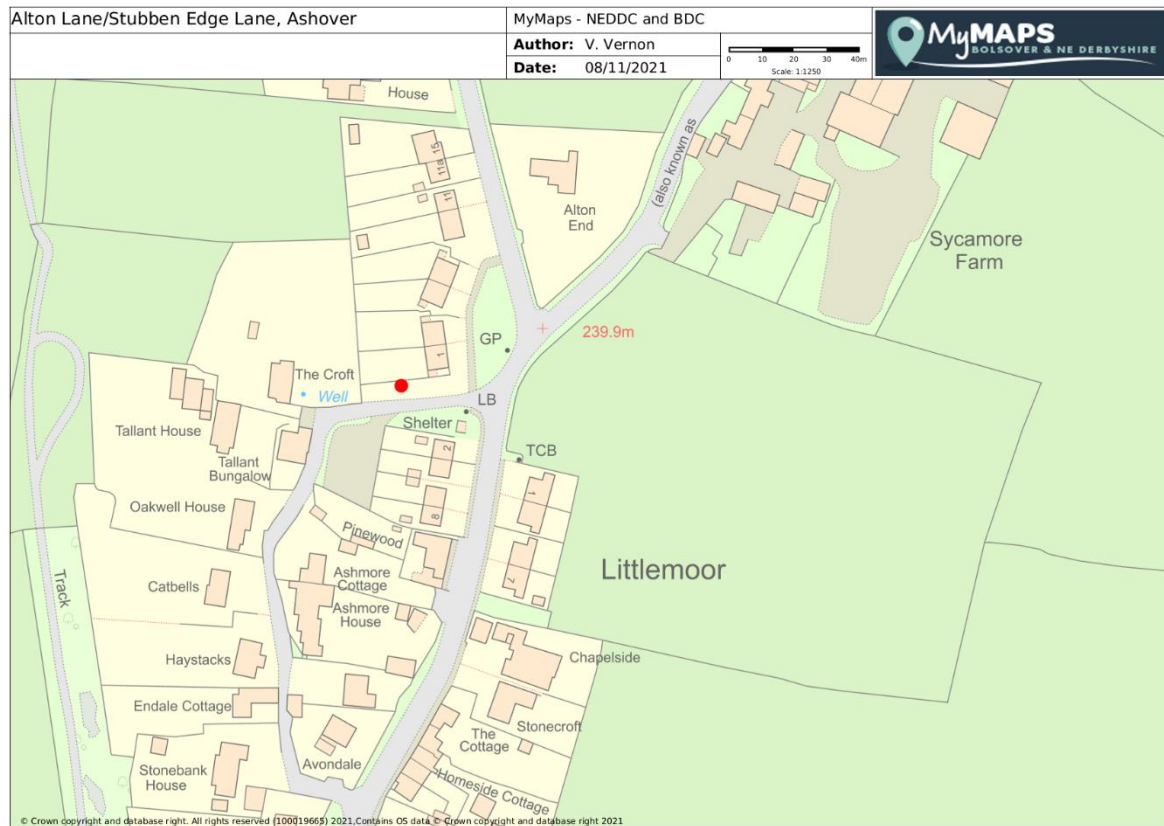 Alton Lane/Stubben Edge Lane, Ashover
MyMaps - NEDDC and BDC
Author: V. Vernon
Date: 08/11/2021
0 10 20 30 40m
Scale: 1:1250
MyMAPS
BOLSOVER & NE DERBYSHIRE
House
15
11a
11
Alton
End
(also known as
Sycamore
Farm
239.9m
GP
1
The Croft
Well
LB
Shelter
Tallant House
Tallant
Bungalow
2
TCB
Oakwell House
8
1
Pinewood
Littlemoor
Track
Catbells
Ashmore
Cottage
7
Ashmore
House
Haystacks
Chapelside
Endale Cottage
Stonecroft
The
Cottage
Avondale
Stonebank
House
Homeside Cottage
© Crown copyright and database right. All rights reserved (100019665) 2021,Contains OS data © Crown copyright and database right 2021